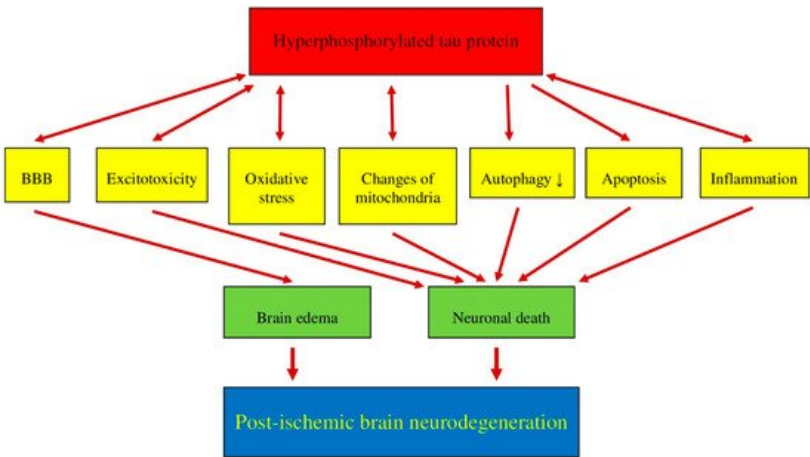 Hyperphosphorylated tau protein
BBB
Excitotoxicity
Oxidative
stress
Changes of
mitochondria
Autophagy ↓
Apoptosis
Inflammation
Brain edema
Neuronal death
Post-ischemic brain neurodegeneration